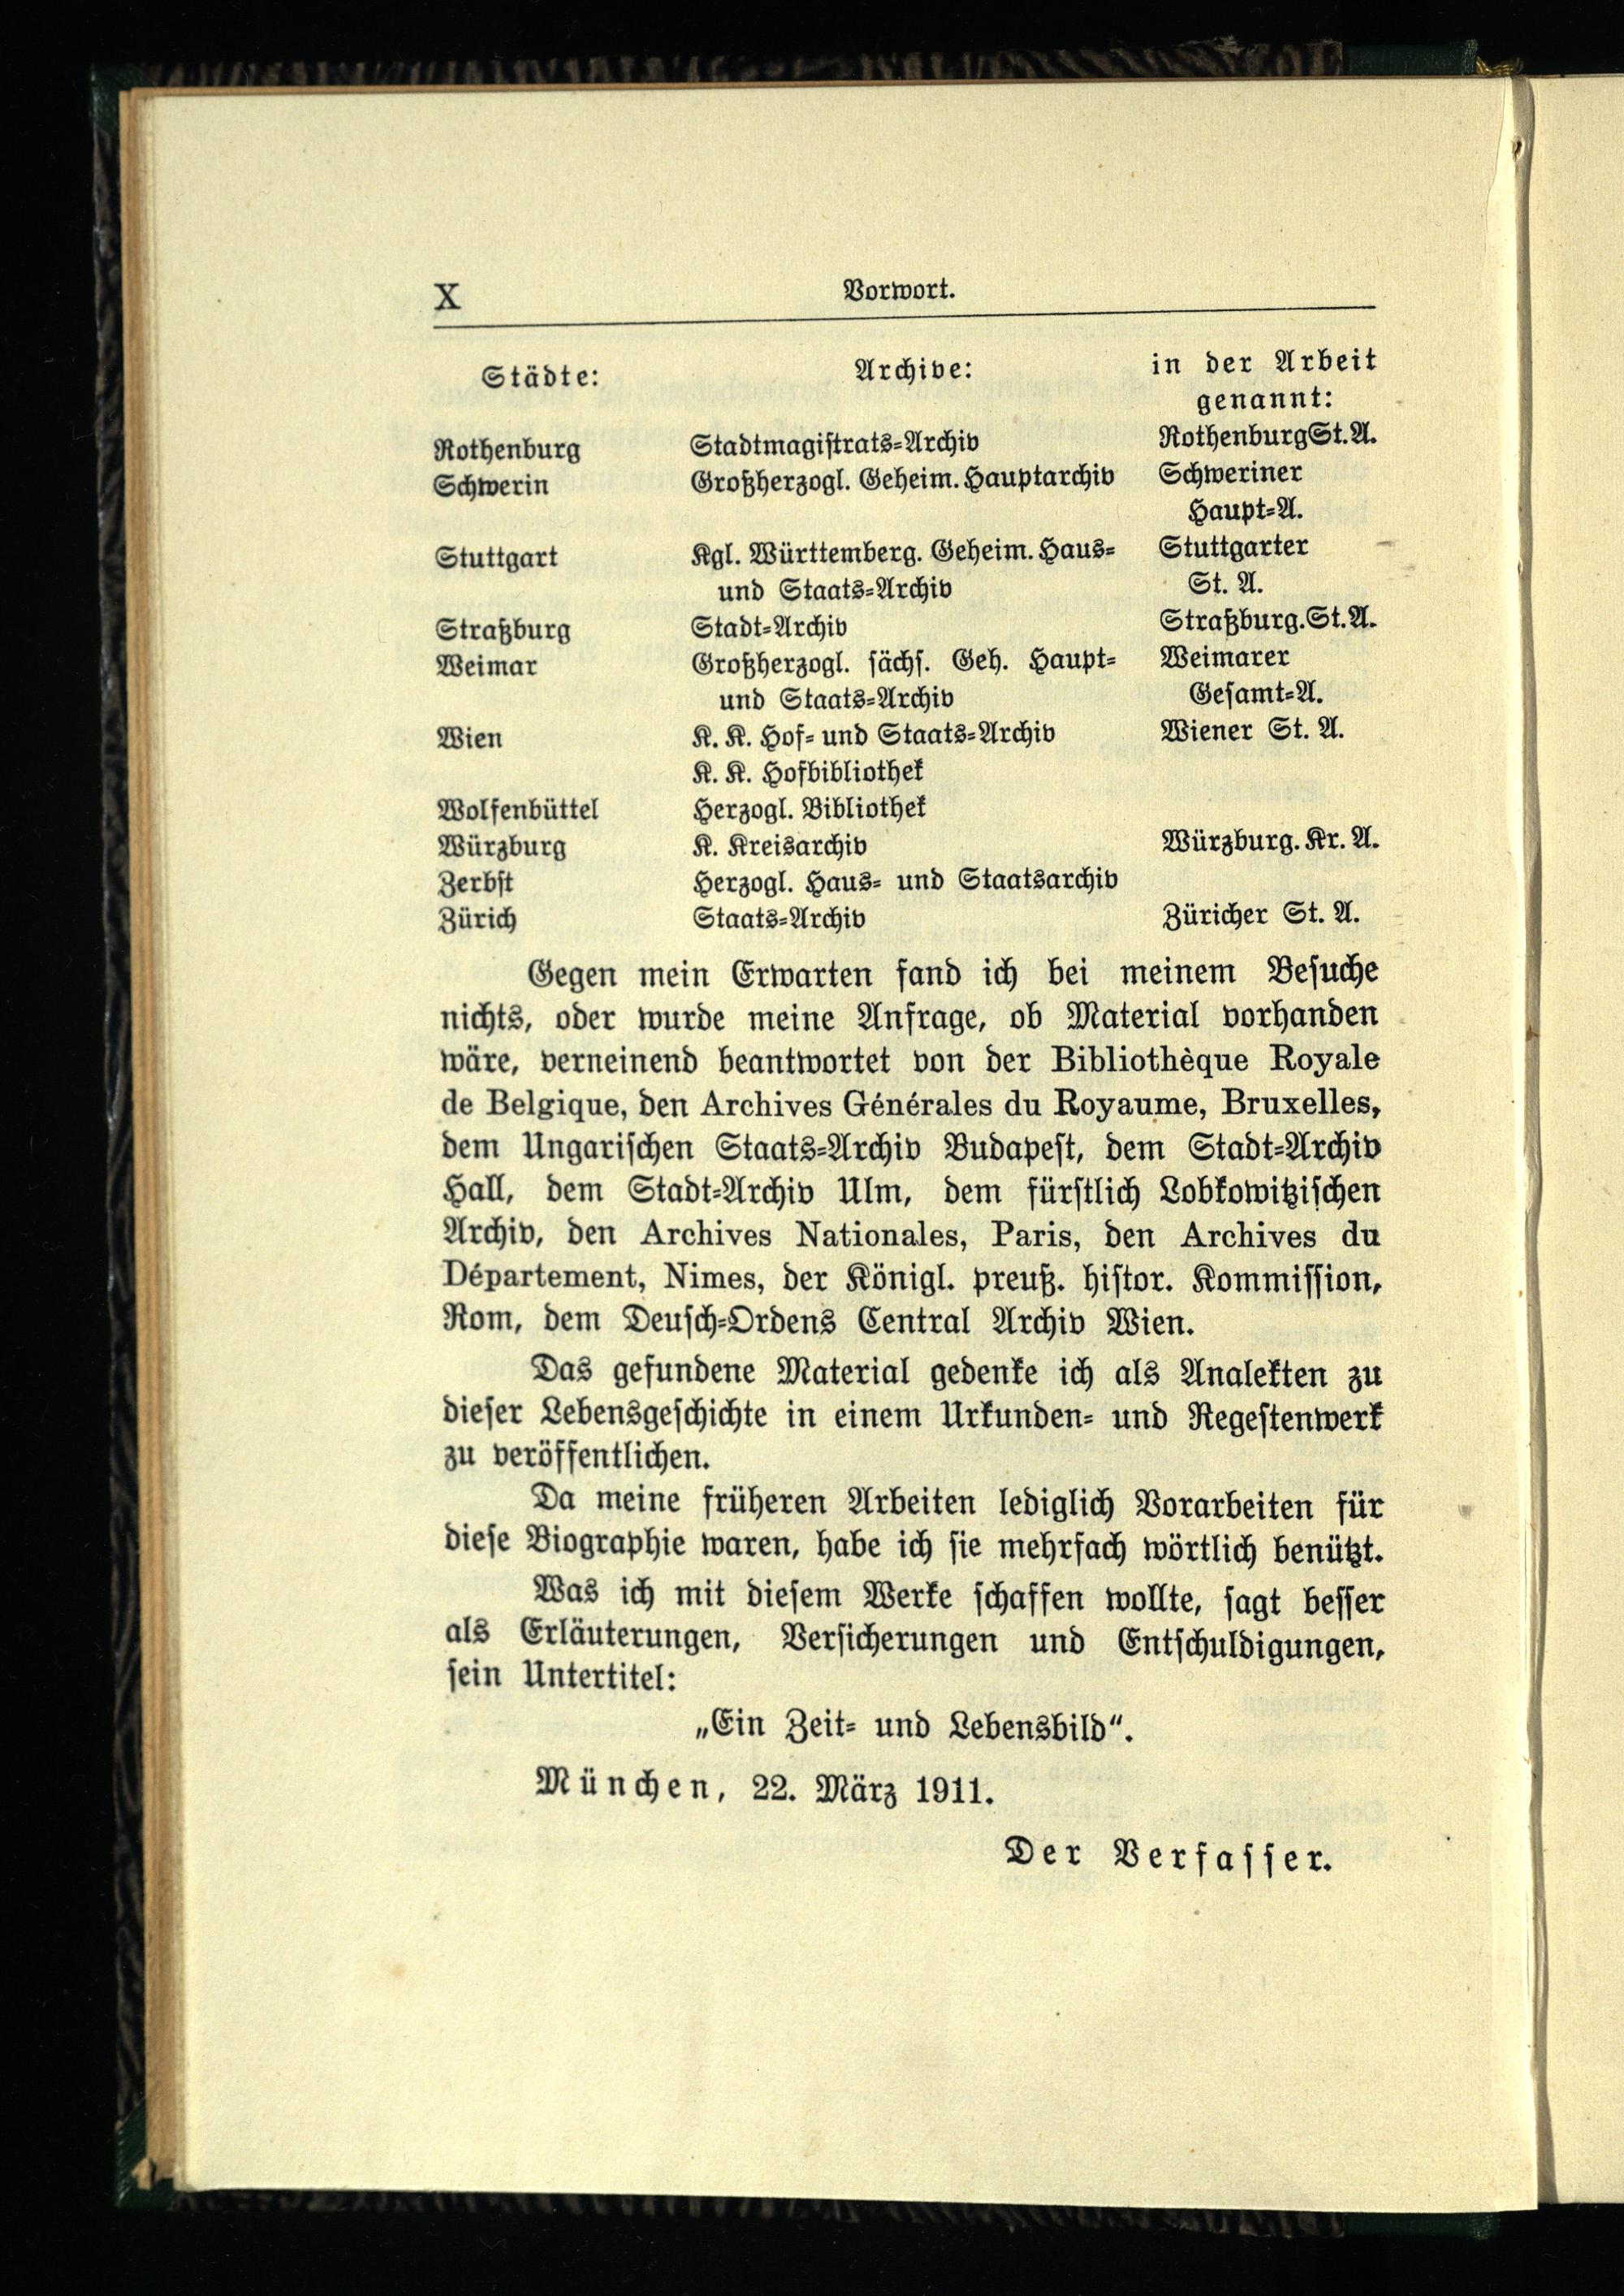 X Vorwort.
Städte: Archive: in der Arbeit
genannt:
Rothenburg Stadtmagistrats-Archiv Rothenburg St. A.
Schwerin Großherzogl. Geheim. Hauptarchiv Schweriner
Haupt-A.
Stuttgart Kgl. Württemberg. Geheim. Haus- Stuttgarter
und Staats-Archiv St. A.
Straßburg Stadt-Archiv Straßburg. St. A.
Weimar Großherzogl. sächs. Geh. Haupt- Weimarer
und Staats-Archiv Gesamt-A.
Wien K. K. Hof- und Staats-Archiv Wiener St. A.
K. K. Hofbibliothek
Wolfenbüttel Herzogl. Bibliothek
Würzburg K. Kreisarchiv Würzburg. Kr. A.
Zerbst Herzogl. Haus- und Staatsarchiv
Zürich Staats-Archiv Züricher St. A.
Gegen mein Erwarten fand ich bei meinem Besuche
nichts, oder wurde meine Anfrage, ob Material vorhanden
wäre, verneinend beantwortet von der Bibliothèque Royale
de Belgique, den Archives Générales du Royaume, Bruxelles,
dem Ungarischen Staats-Archiv Budapest, dem Stadt-Archiv
Hall, dem Stadt-Archiv Ulm, dem fürstlich Lobkowitzischen
Archiv, den Archives Nationales, Paris, den Archives du
Département, Nimes, der Königl. preuß. histor. Kommission,
Rom, dem Deusch-Ordens Central Archiv Wien.
Das gefundene Material gedenke ich als Analekten zu
dieser Lebensgeschichte in einem Urkunden- und Regestenwerk
zu veröffentlichen.
Da meine früheren Arbeiten lediglich Vorarbeiten für
diese Biographie waren, habe ich sie mehrfach wörtlich benützt.
Was ich mit diesem Werke schaffen wollte, sagt besser
als Erläuterungen, Versicherungen und Entschuldigungen,
sein Untertitel:
„Ein Zeit- und Lebensbild“.
München, 22. März 1911.
Der Verfasser.